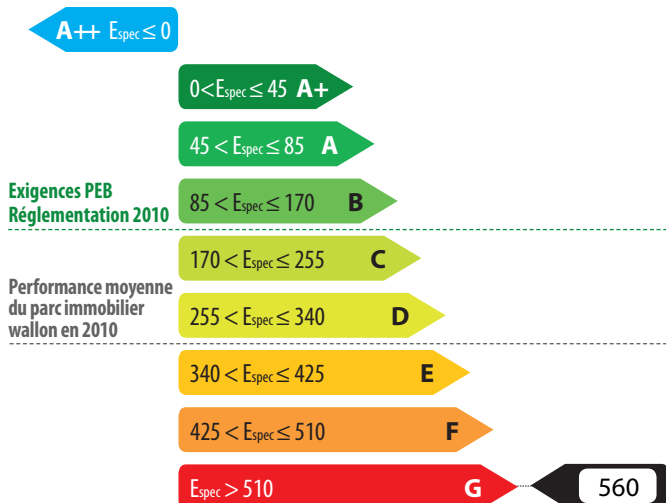 A++ Espec ≤ 0
0<Espec ≤ 45 A+
45 < Espec ≤ 85 A
Exigences PEB
Réglementation 2010
85 < Espec ≤ 170 B
170 < Espec ≤ 255 C
Performance moyenne
du parc immobilier
wallon en 2010
255 < Espec ≤ 340 D
340 < Espec ≤ 425 E
425 < Espec ≤ 510 F
Espec > 510 G
560